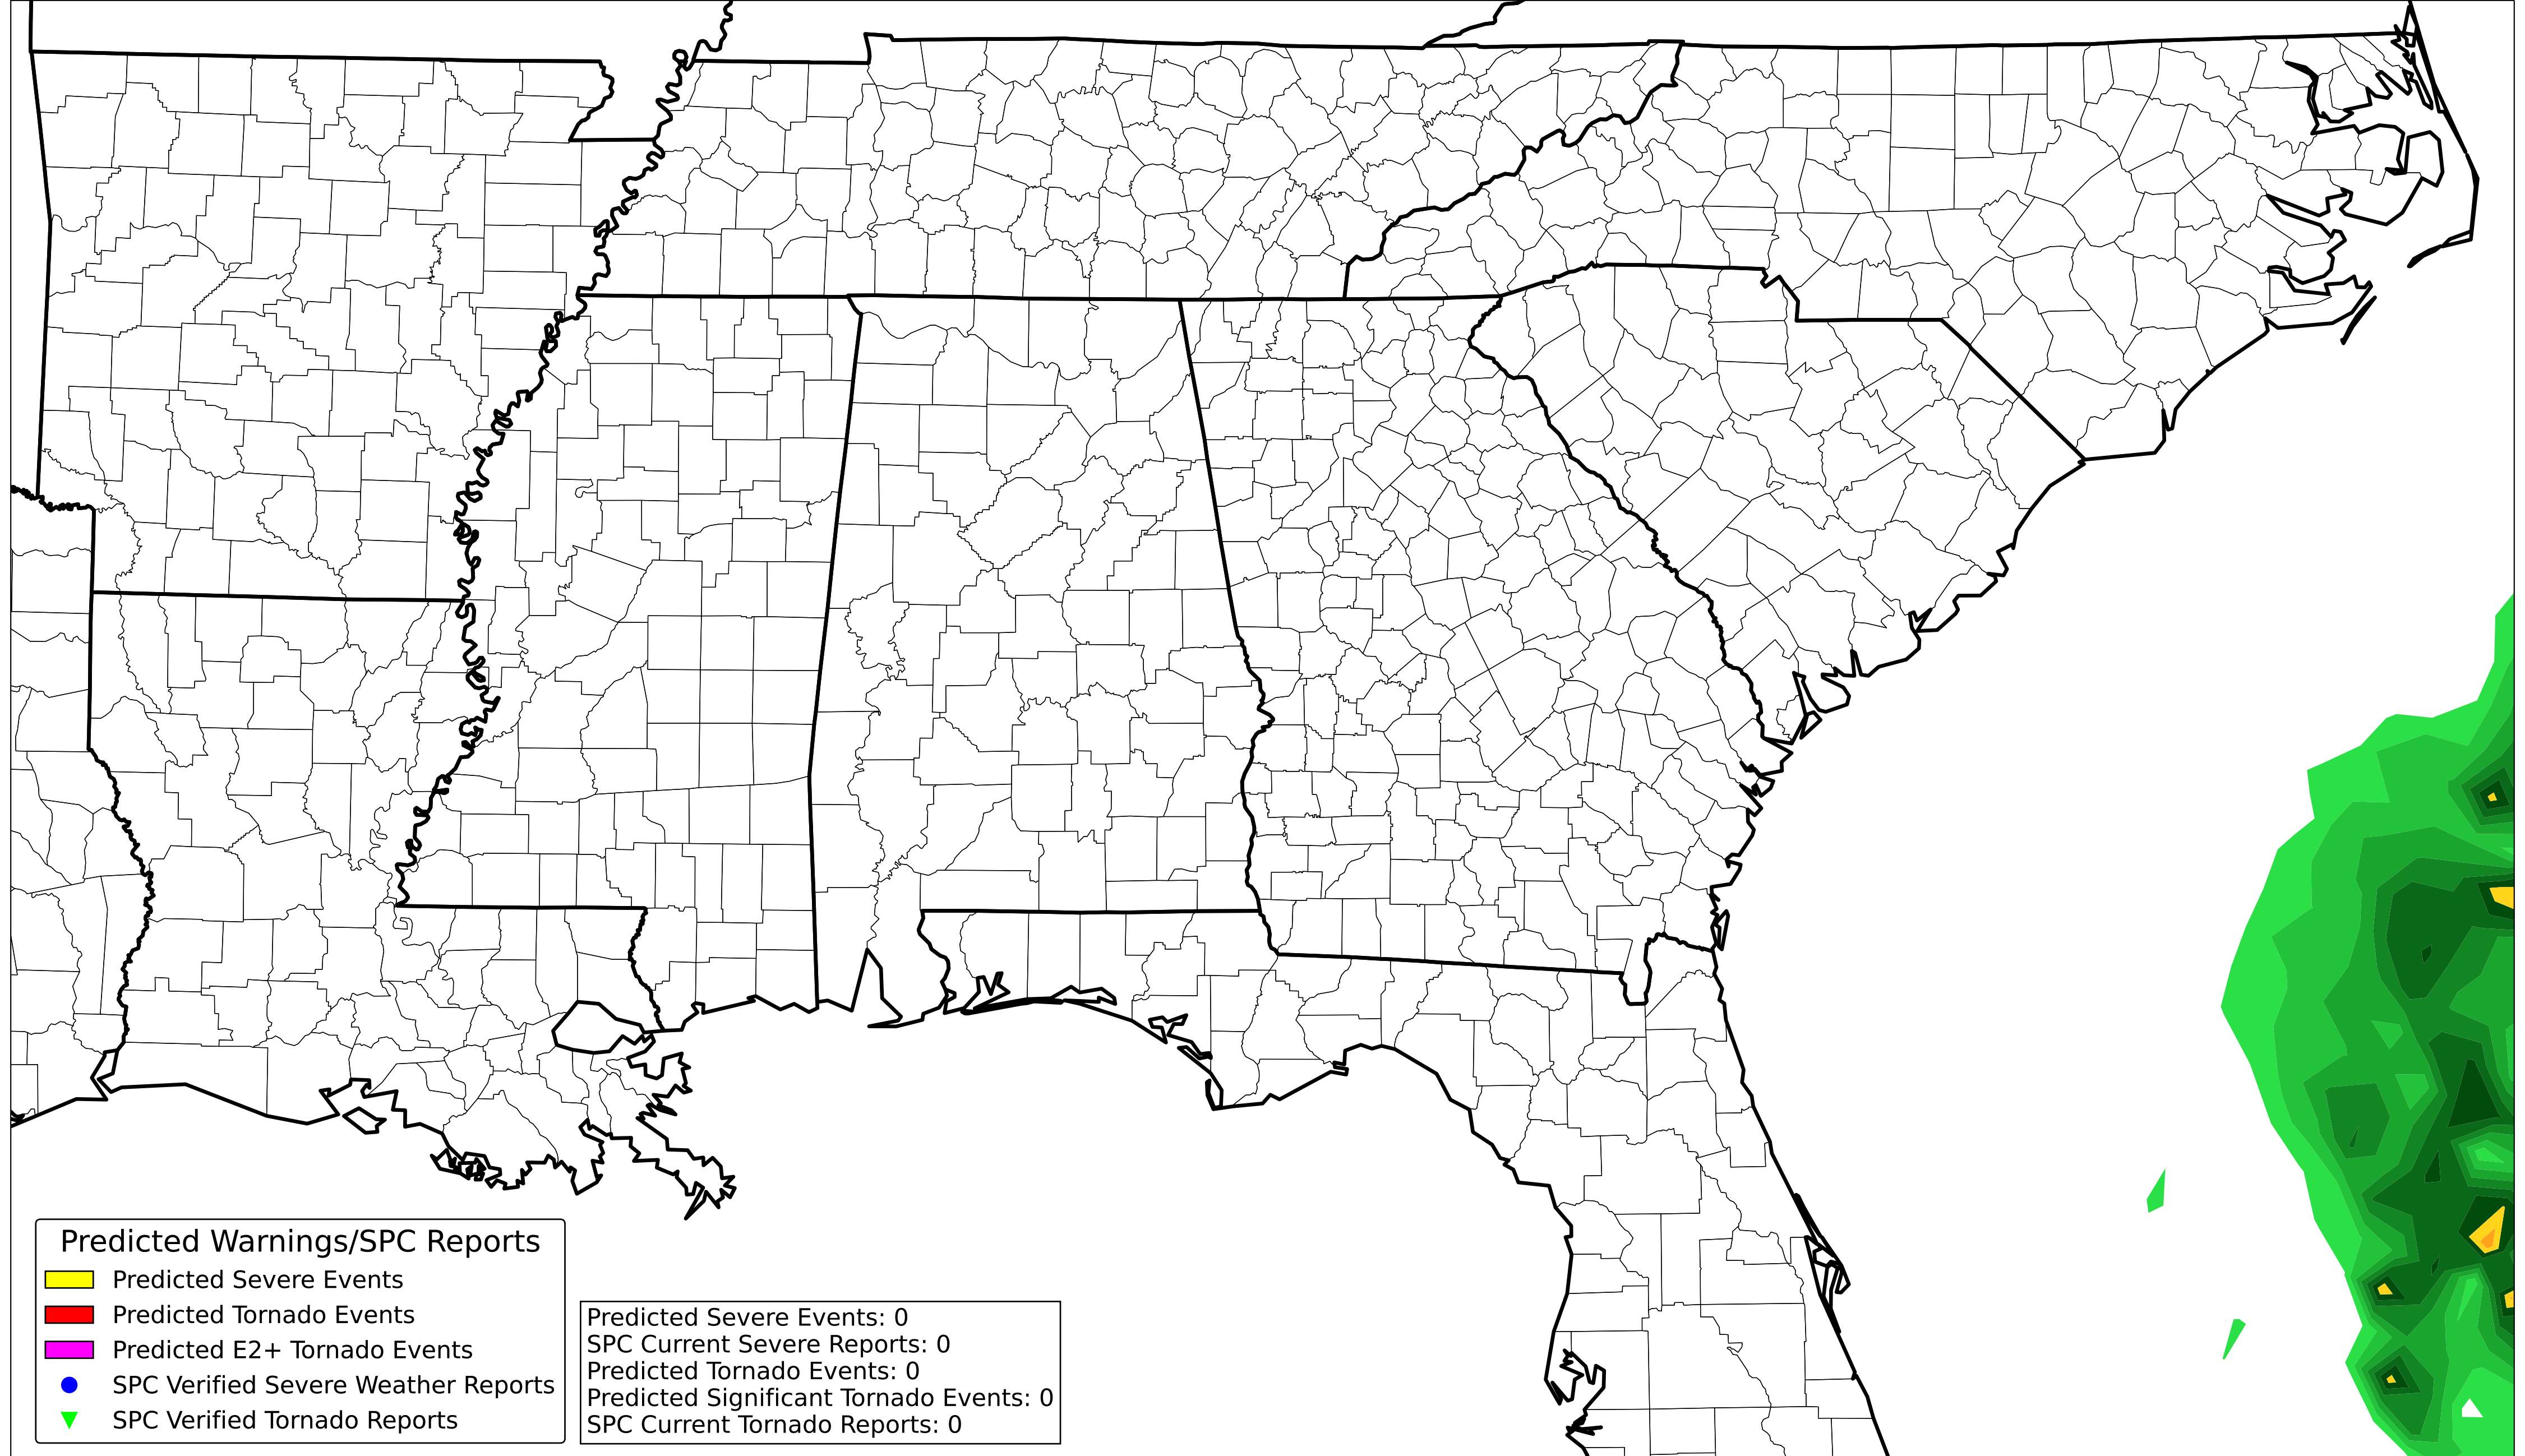 Predicted Warnings/SPC Reports
Predicted Severe Events
Predicted Tornado Events
Predicted E2+ Tornado Events
SPC Verified Severe Weather Reports
SPC Verified Tornado Reports
Predicted Severe Events: 0
SPC Current Severe Reports: 0
Predicted Tornado Events: 0
Predicted Significant Tornado Events: 0
SPC Current Tornado Reports: 0